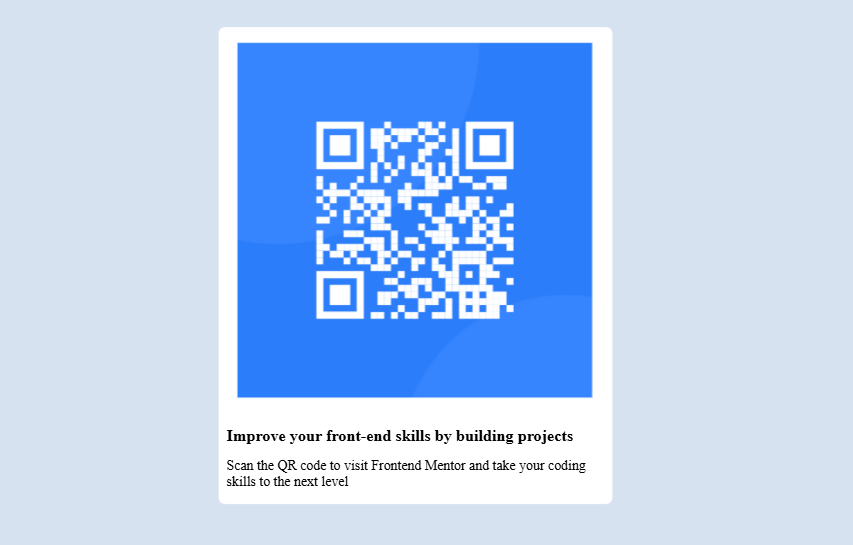 Improve your front-end skills by building projects
Scan the QR code to visit Frontend Mentor and take your coding
skills to the next level